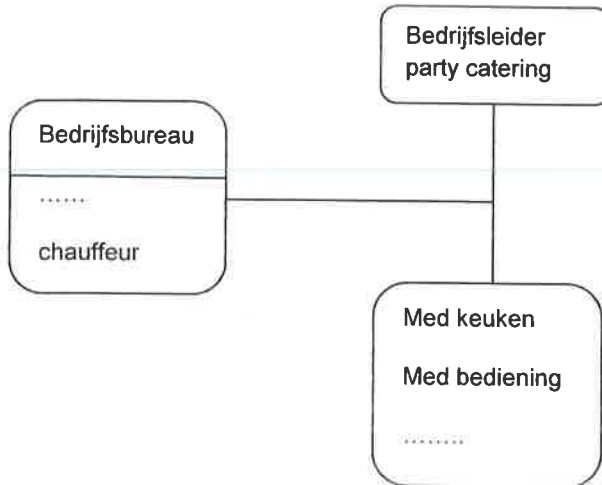 Bedrijfsleider
party catering
Bedrijfsbureau
......
chauffeur
Med keuken
Med bediening
........